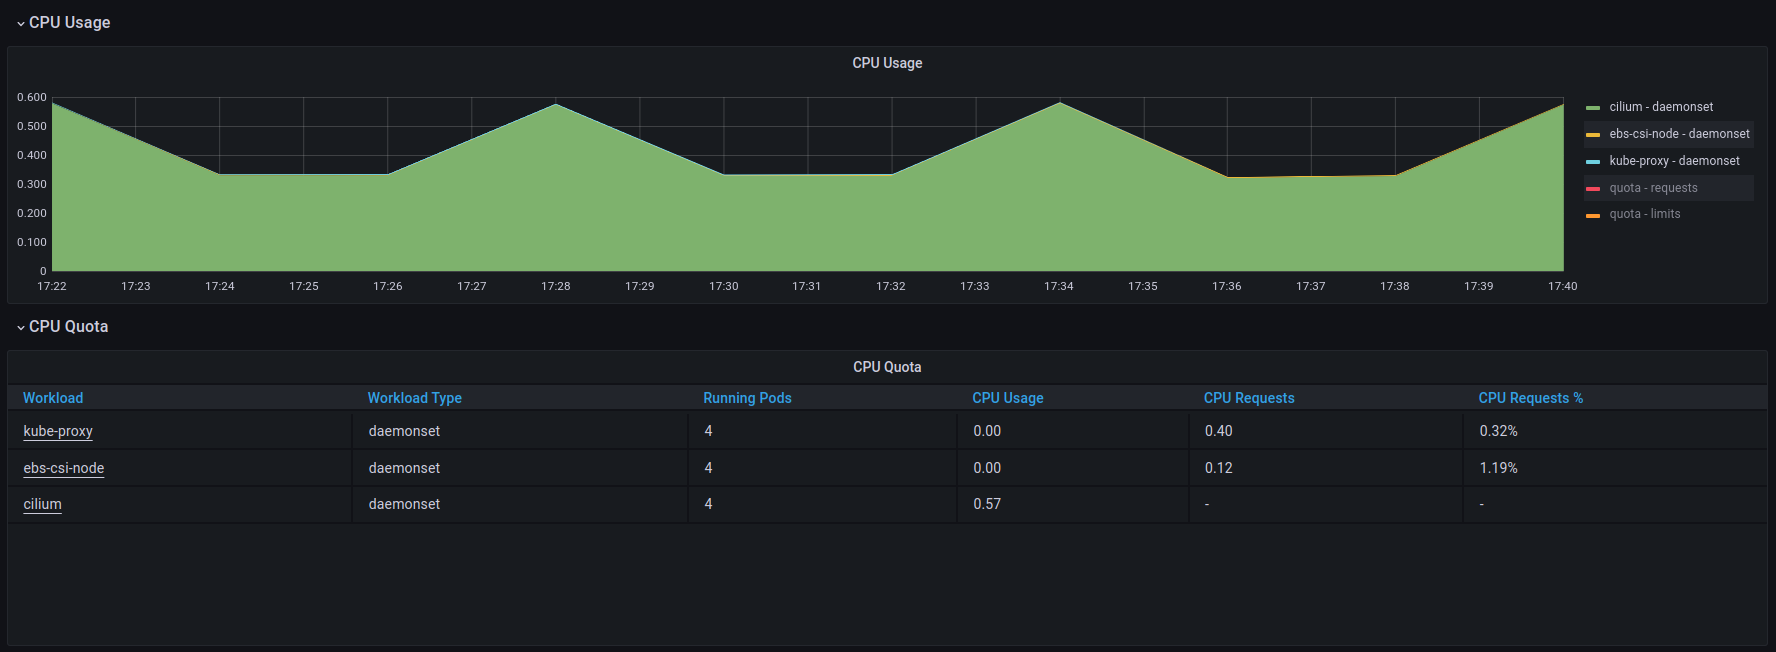 CPU Usage
CPU Usage
0.600
0.500
0.400
0.300
0.200
0.100
0
17:22 17:23 17:24 17:25 17:26 17:27 17:28 17:29 17:30 17:31 17:32 17:33 17:34 17:35 17:36 17:37 17:38 17:39 17:40
cilium - daemonset
ebs-csi-node - daemonset
kube-proxy - daemonset
quota - requests
quota - limits
CPU Quota
CPU Quota
Workload Workload Type Running Pods CPU Usage CPU Requests CPU Requests %
kube-proxy daemonset 4 0.00 0.40 0.32%
ebs-csi-node daemonset 4 0.00 0.12 1.19%
cilium daemonset 4 0.57 - -